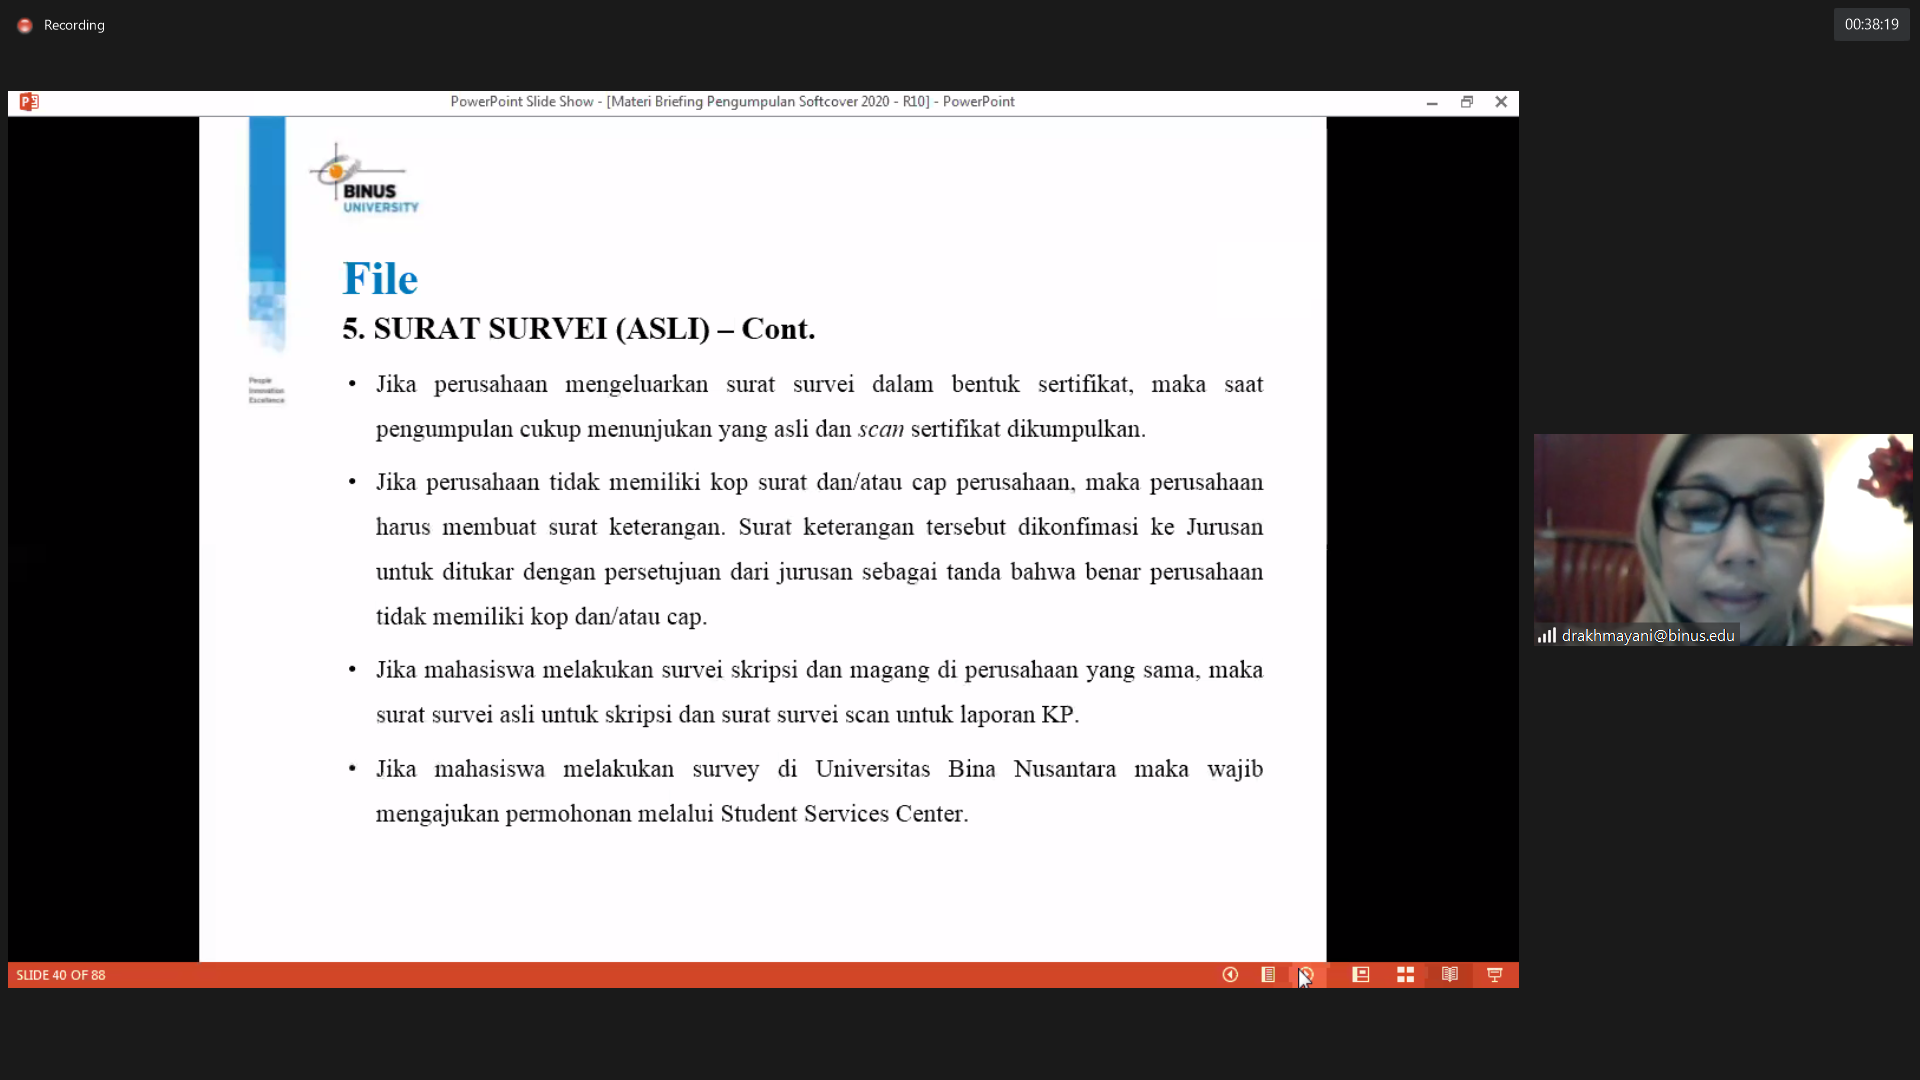 Recording
00:38:19
PowerPoint Slide Show - [Materi Briefing Pengumpulan Softcover 2020 - R10] - PowerPoint
BINUS
UNIVERSITY
File
5. SURAT SURVEI (ASLI) – Cont.
People
Innovation
Excellence
• Jika perusahaan mengeluarkan surat survei dalam bentuk sertifikat, maka saat
pengumpulan cukup menunjukan yang asli dan scan sertifikat dikumpulkan.
• Jika perusahaan tidak memiliki kop surat dan/atau cap perusahaan, maka perusahaan
harus membuat surat keterangan. Surat keterangan tersebut dikonfimasi ke Jurusan
untuk ditukar dengan persetujuan dari jurusan sebagai tanda bahwa benar perusahaan
tidak memiliki kop dan/atau cap.
• Jika mahasiswa melakukan survei skripsi dan magang di perusahaan yang sama, maka
surat survei asli untuk skripsi dan surat survei scan untuk laporan KP.
• Jika mahasiswa melakukan survey di Universitas Bina Nusantara maka wajib
mengajukan permohonan melalui Student Services Center.
drakhmayani@binus.edu
SLIDE 40 OF 88